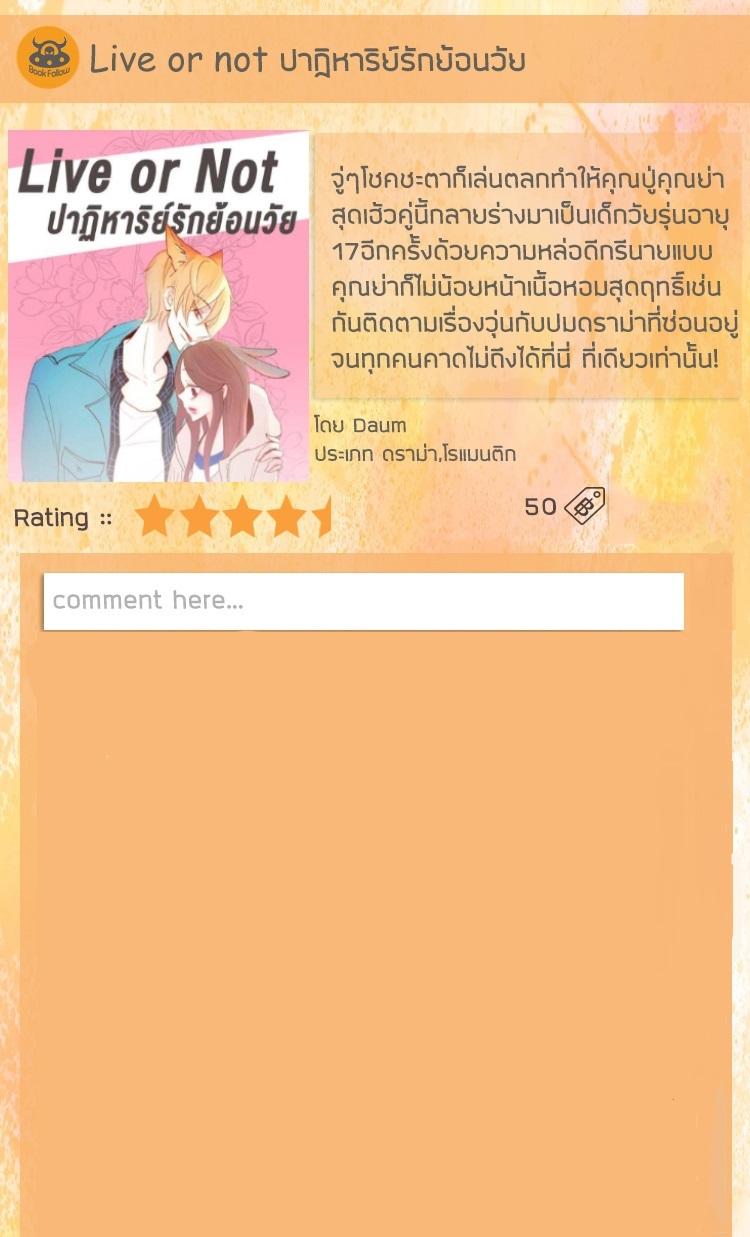 Book Follow
Live or not ปาฎิหาริย์รักย้อนวัย
Live or Not
ปาฏิหาริย์รักย้อนวัย
จู่ๆโชคชะตาก็เล่นตลกทำให้คุณปู่คุณย่า
สุดเฮ้วคู่นี้กลายร่างมาเป็นเด็กวัยรุ่นอายุ
17อีกครั้งด้วยความหล่อดีกรีนายแบบ
คุณย่าก็ไม่น้อยหน้าเนื้อหอมสุดฤทธิ์เช่น
กันติดตามเรื่องวุ่นกับปมดราม่าที่ซ่อนอยู่
จนทุกคนคาดไม่ถึงได้ที่นี่ ที่เดียวเท่านั้น!
โดย Daum
ประเภท ดราม่า,โรแมนติก
Rating ::
50 ฿
comment here...